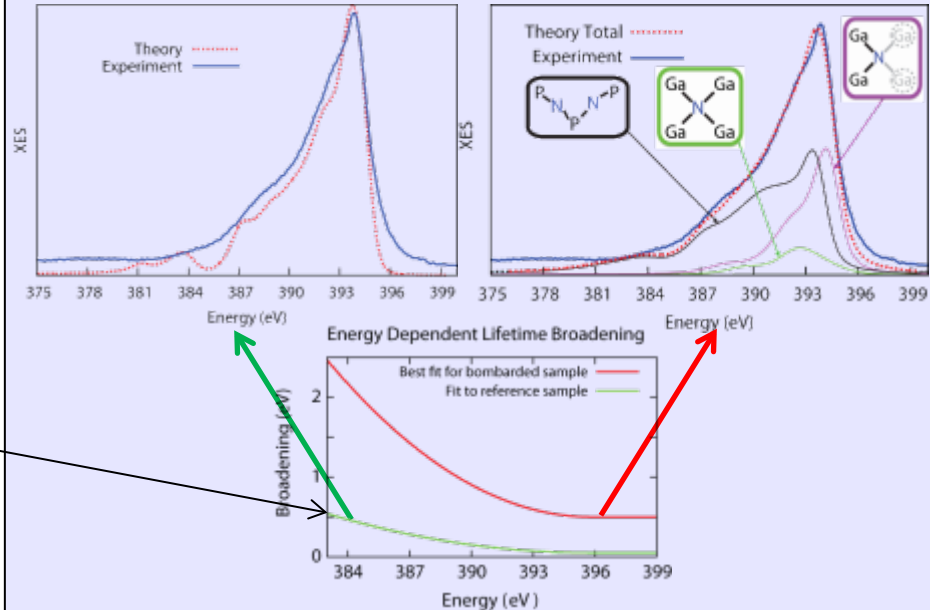 Theory
Experiment
XES
375 378 381 384 387 390 393 396 399
Energy (eV)
Theory Total
Experiment
P P
N N
P
Ga Ga
N
Ga Ga
Ga Ga
N
Ga Ga
XES
375 378 381 384 387 390 393 396 399
Energy (eV)
Energy Dependent Lifetime Broadening
Best fit for bombarded sample
Fit to reference sample
Broadening (eV)
2
1
0
384 387 390 393 396 399
Energy (eV)